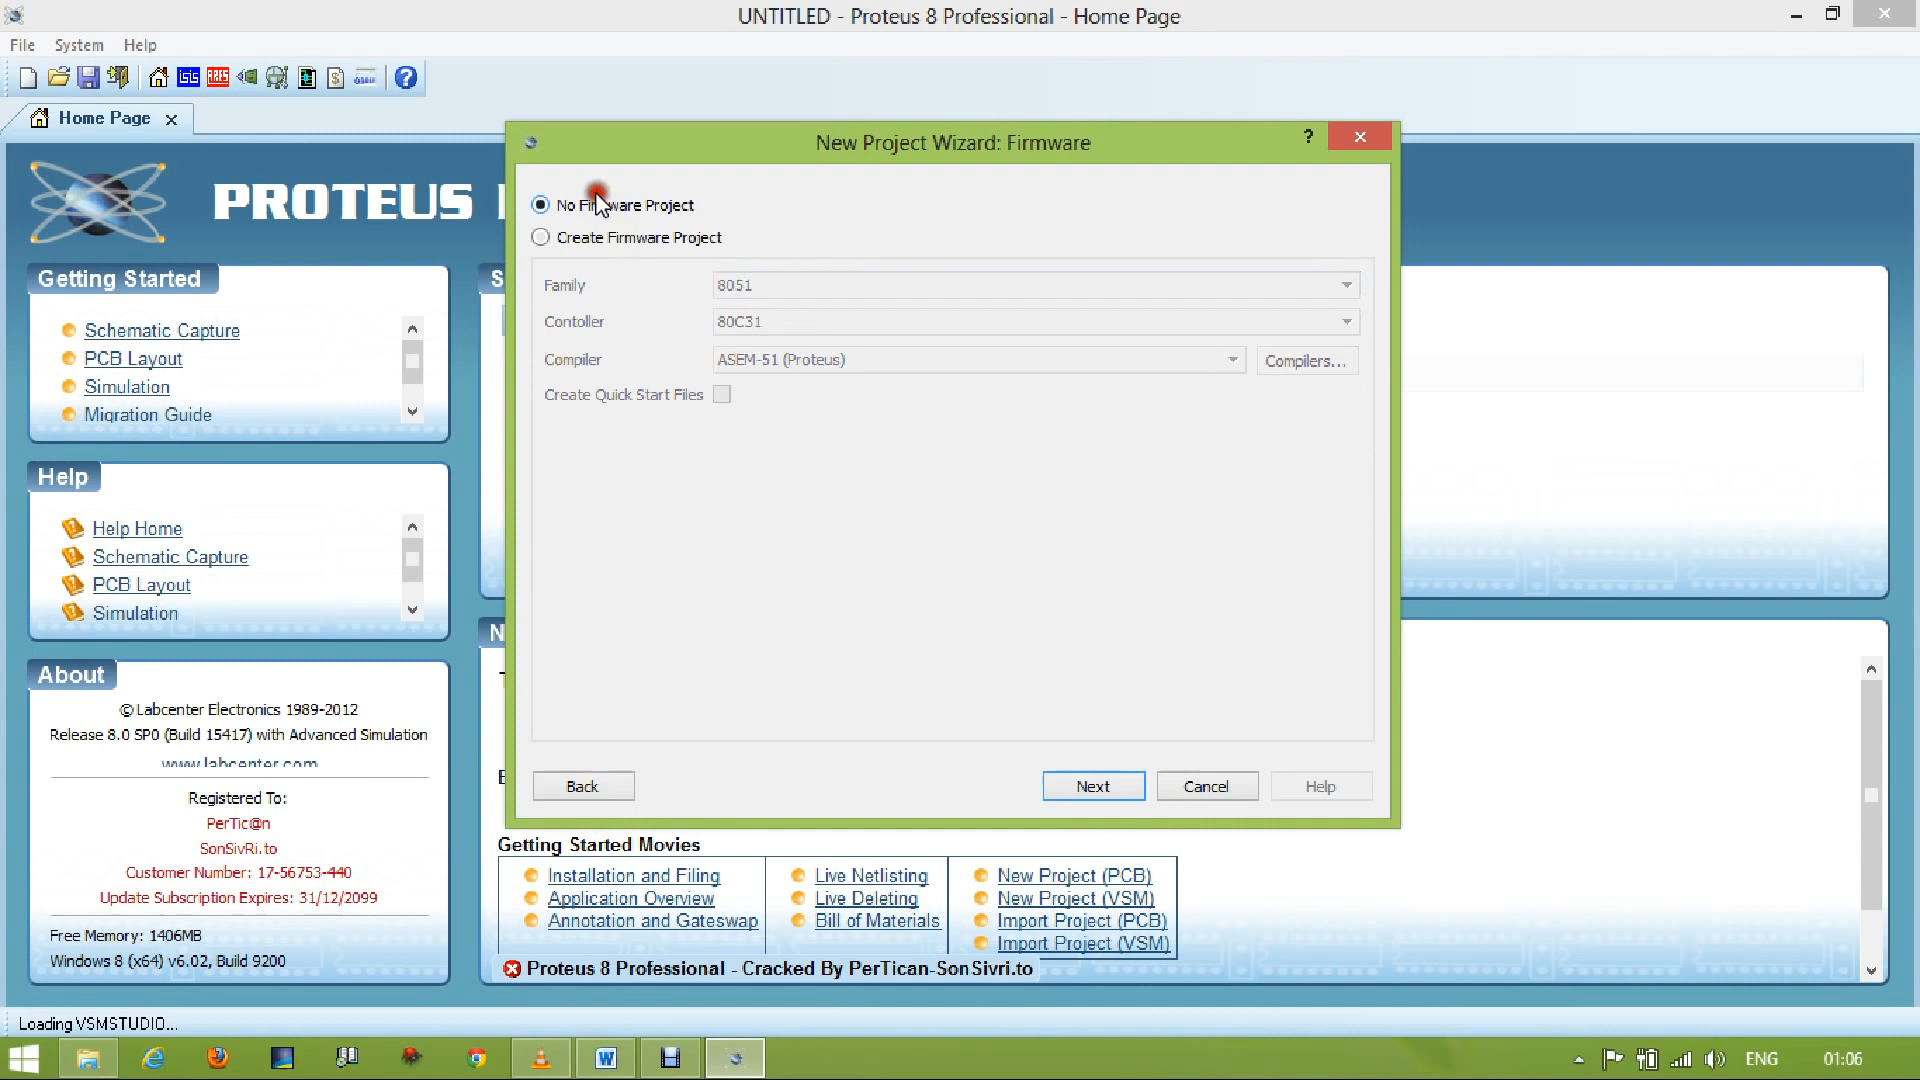 UNTITLED - Proteus 8 Professional - Home Page
File System Help
isis ARES
Home Page
New Project Wizard: Firmware
PROTEUS
No Firmware Project
Create Firmware Project
Family 8051
Contoller 80C31
Compiler ASEM-51 (Proteus) Compilers...
Create Quick Start Files
Back Next Cancel Help
Getting Started
Schematic Capture
PCB Layout
Simulation
Migration Guide
Help
Help Home
Schematic Capture
PCB Layout
Simulation
About
© Labcenter Electronics 1989-2012
Release 8.0 SP0 (Build 15417) with Advanced Simulation
www.labcenter.com
Registered To:
PerTic@n
SonSivRi.to
Customer Number: 17-56753-440
Update Subscription Expires: 31/12/2099
Free Memory: 1406MB
Windows 8 (x64) v6.02, Build 9200
Getting Started Movies
Installation and Filing Live Netlisting New Project (PCB)
Application Overview Live Deleting New Project (VSM)
Annotation and Gateswap Bill of Materials Import Project (PCB)
Import Project (VSM)
Proteus 8 Professional - Cracked By PerTican-SonSivri.to
Loading VSMSTUDIO...
ENG 01:06